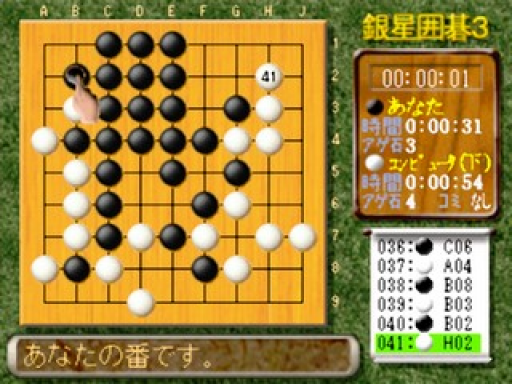 A B C D E F G H J
銀星囲碁3
1
2
3
4
5
6
7
8
9
41
00:00:01
あなた
時間 0:00:31
アゲ石 3
コンピュータ(下)
時間 0:00:54
アゲ石 4 コミ なし
036: C06
037: A04
038: B08
039: B03
040: B02
041: H02
あなたの番です。